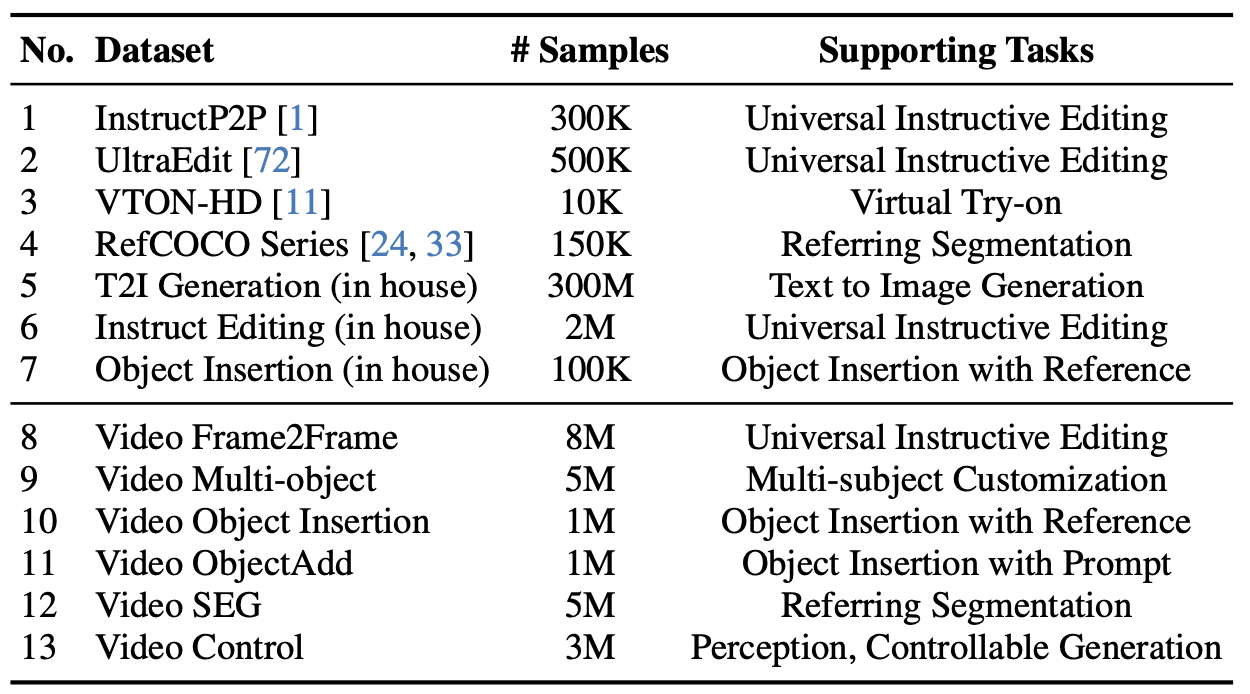 No. Dataset # Samples Supporting Tasks
1 InstructP2P [1] 300K Universal Instructive Editing
2 UltraEdit [72] 500K Universal Instructive Editing
3 VTON-HD [11] 10K Virtual Try-on
4 RefCOCO Series [24, 33] 150K Referring Segmentation
5 T2I Generation (in house) 300M Text to Image Generation
6 Instruct Editing (in house) 2M Universal Instructive Editing
7 Object Insertion (in house) 100K Object Insertion with Reference
8 Video Frame2Frame 8M Universal Instructive Editing
9 Video Multi-object 5M Multi-subject Customization
10 Video Object Insertion 1M Object Insertion with Reference
11 Video ObjectAdd 1M Object Insertion with Prompt
12 Video SEG 5M Referring Segmentation
13 Video Control 3M Perception, Controllable Generation